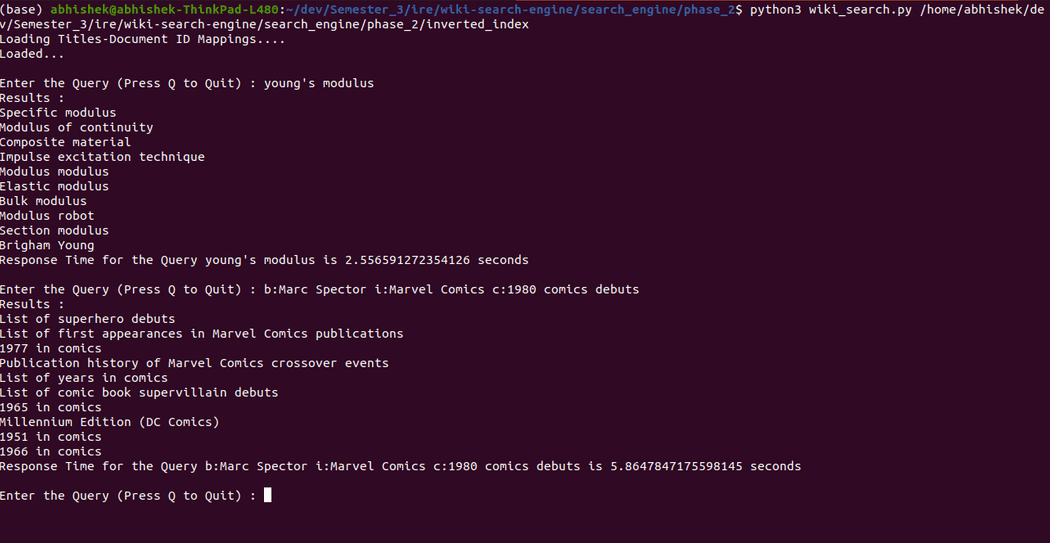 (base) abhishek@abhishek-ThinkPad-L480:~/dev/Semester_3/ire/wiki-search-engine/search_engine/phase_2$ python3 wiki_search.py /home/abhishek/de
v/Semester_3/ire/wiki-search-engine/search_engine/phase_2/inverted_index
Loading Titles-Document ID Mappings....
Loaded...
Enter the Query (Press Q to Quit) : young's modulus
Results :
Specific modulus
Modulus of continuity
Composite material
Impulse excitation technique
Modulus modulus
Elastic modulus
Bulk modulus
Modulus robot
Section modulus
Brigham Young
Response Time for the Query young's modulus is 2.556591272354126 seconds
Enter the Query (Press Q to Quit) : b:Marc Spector i:Marvel Comics c:1980 comics debuts
Results :
List of superhero debuts
List of first appearances in Marvel Comics publications
1977 in comics
Publication history of Marvel Comics crossover events
List of years in comics
List of comic book supervillain debuts
1965 in comics
Millennium Edition (DC Comics)
1951 in comics
1966 in comics
Response Time for the Query b:Marc Spector i:Marvel Comics c:1980 comics debuts is 5.8647847175598145 seconds
Enter the Query (Press Q to Quit) :